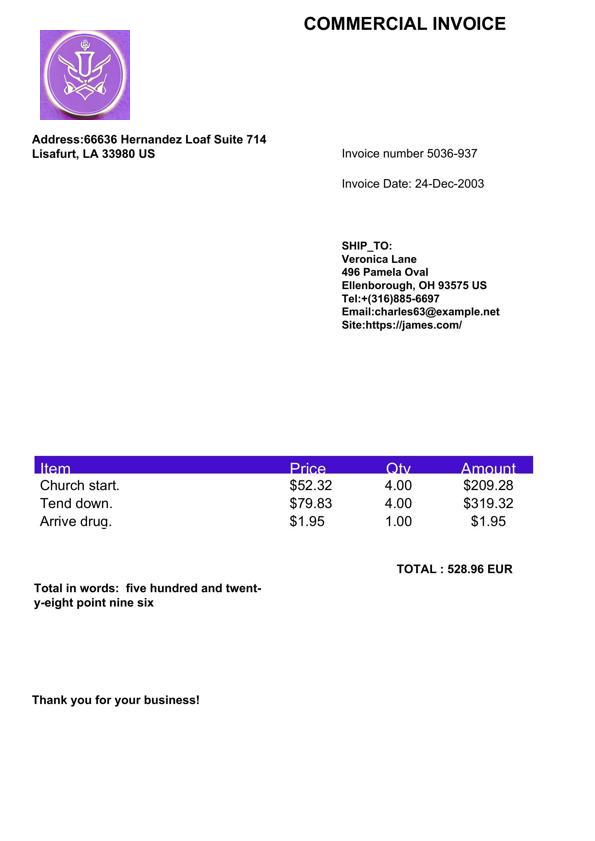 COMMERCIAL INVOICE
U
Address:66636 Hernandez Loaf Suite 714
Lisafurt, LA 33980 US
Invoice number 5036-937
Invoice Date: 24-Dec-2003
SHIP_TO:
Veronica Lane
496 Pamela Oval
Ellenborough, OH 93575 US
Tel:+(316)885-6697
Email:charles63@example.net
Site:https://james.com/
Item Price Qty Amount
Church start. $52.32 4.00 $209.28
Tend down. $79.83 4.00 $319.32
Arrive drug. $1.95 1.00 $1.95
TOTAL : 528.96 EUR
Total in words: five hundred and twent-
y-eight point nine six
Thank you for your business!